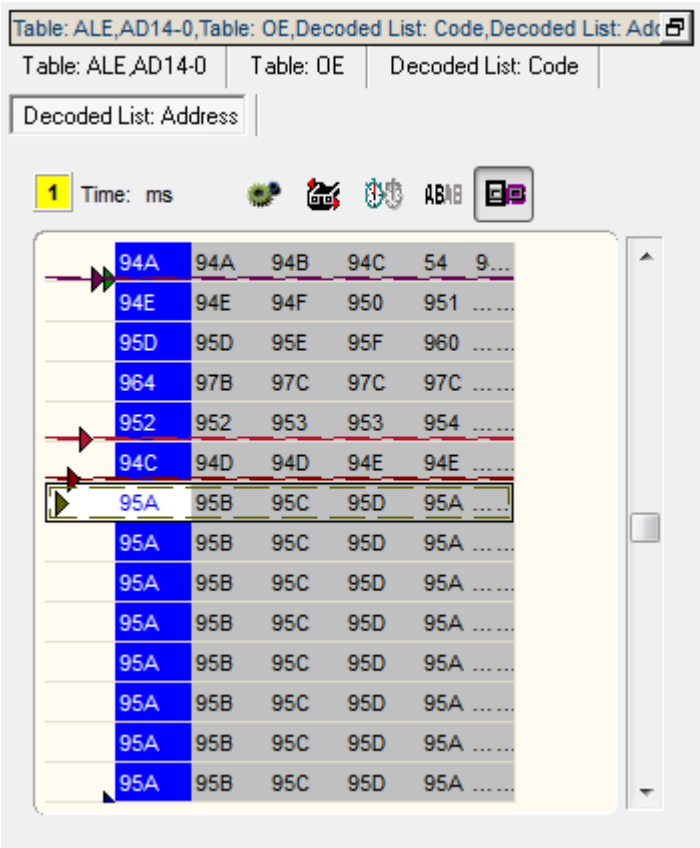 Table: ALE,AD14-0,Table: OE,Decoded List: Code,Decoded List: Add
Table: ALE,AD14-0 Table: OE Decoded List: Code
Decoded List: Address
1 Time: ms ABAB
94A 94A 94B 94C 54 9...
94E 94E 94F 950 951 ... ...
95D 95D 95E 95F 960 ... ...
964 97B 97C 97C 97C ... ...
952 952 953 953 954 ... ...
94C 94D 94D 94E 94E ... ...
95A 95B 95C 95D 95A ... ...
95A 95B 95C 95D 95A ... ...
95A 95B 95C 95D 95A ... ...
95A 95B 95C 95D 95A ... ...
95A 95B 95C 95D 95A ... ...
95A 95B 95C 95D 95A ... ...
95A 95B 95C 95D 95A ... ...
95A 95B 95C 95D 95A ... ...